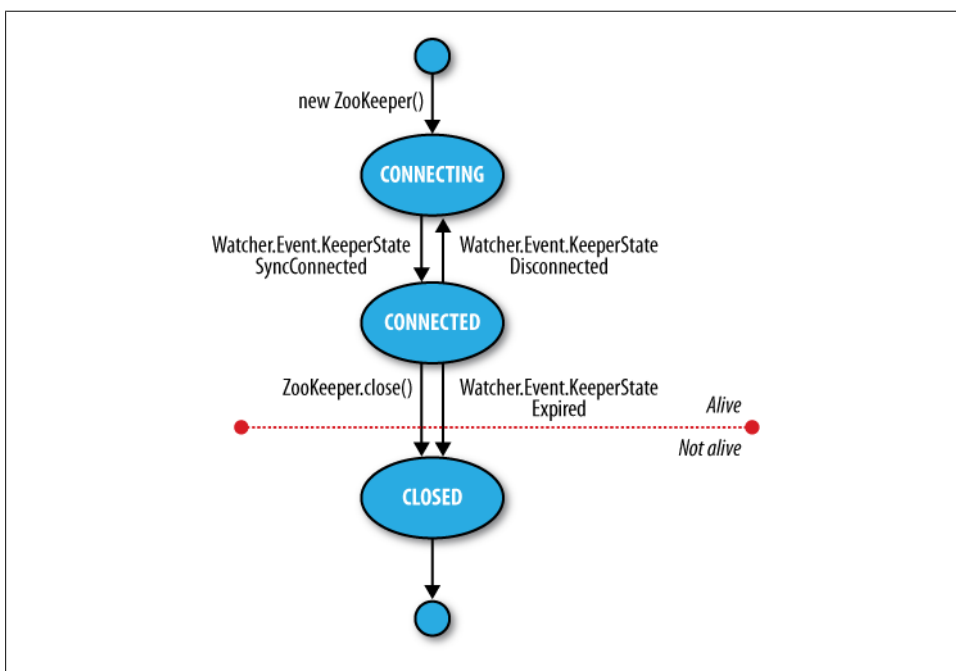 new ZooKeeper()
CONNECTING
Watcher.Event.KeeperState
SyncConnected
Watcher.Event.KeeperState
Disconnected
CONNECTED
ZooKeeper.close()
Watcher.Event.KeeperState
Expired
Alive
Not alive
CLOSED